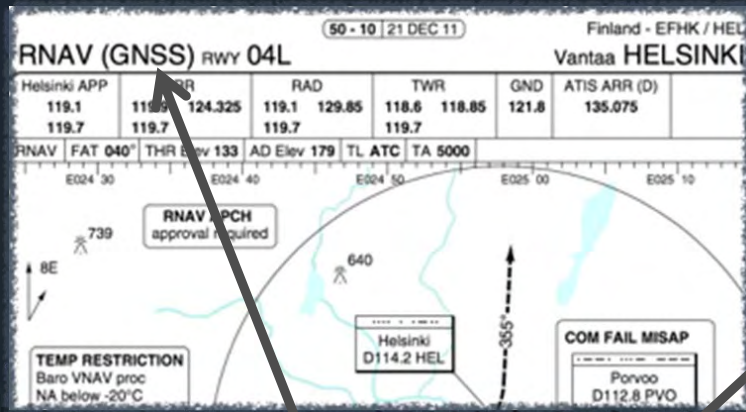 50 - 10 21 DEC 11
Finland - EFHK / HEL
RNAV (GNSS) RWY 04L
Vantaa HELSINKI
Helsinki APP RAD TWR GND ATIS ARR (D)
119.1 124.325 119.1 129.85 118.6 118.85 121.8 135.075
119.7 119.7 119.7 119.7
RNAV FAT 040° THR Elev 133 AD Elev 179 TL ATC TA 5000
E024 30 E024 40 E024 50 E025 00 E025 10
RNAV APCH
approval required
739
640
8E
355°
Helsinki
D114.2 HEL
COM FAIL MISAP
Porvoo
D112.8 PVO
TEMP RESTRICTION
Baro VNAV proc
NA below -20°C